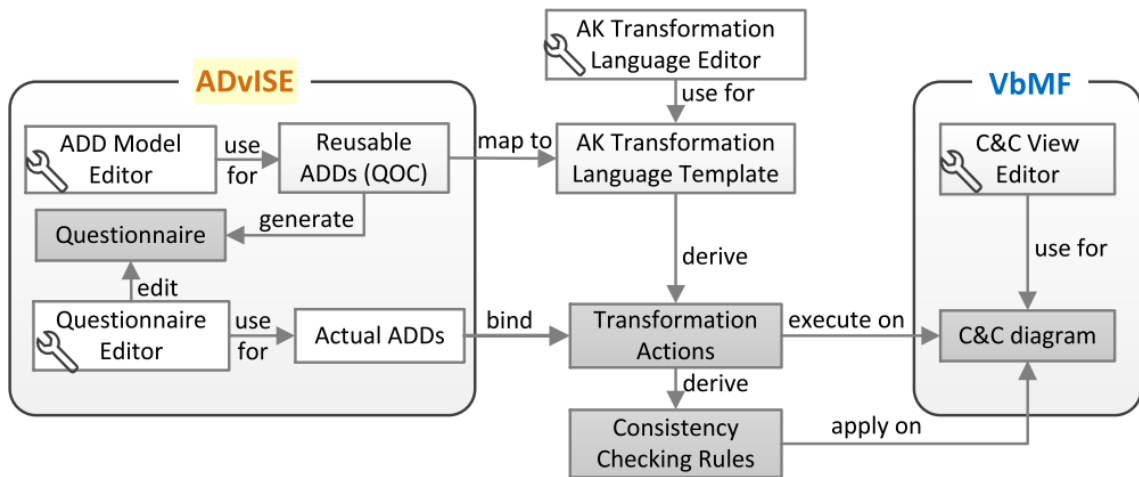 ADvISE
ADD Model
Editor
use
for
Reusable
ADDs (QOC)
generate
Questionnaire
edit
Questionnaire
Editor
use
for
Actual ADDs
map to
bind
AK Transformation
Language Editor
use for
AK Transformation
Language Template
derive
Transformation
Actions
derive
Consistency
Checking Rules
execute on
apply on
VbMF
C&C View
Editor
use for
C&C diagram